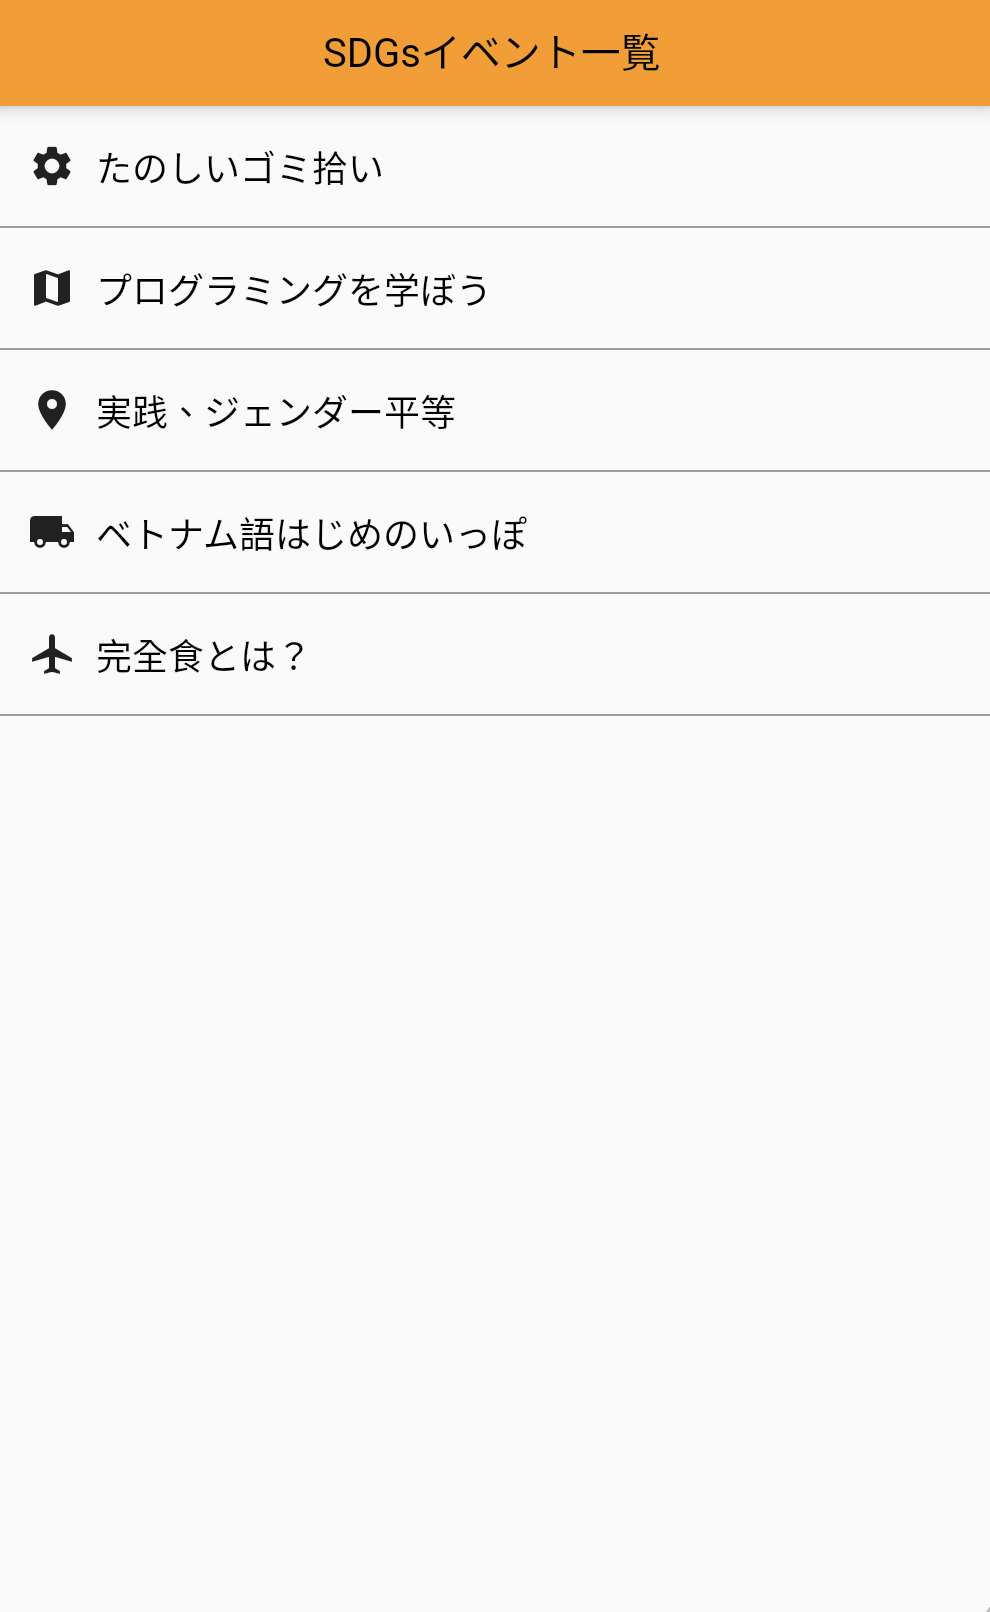 SDGsイベント一覧
たのしいゴミ拾い
プログラミングを学ぼう
実践、ジェンダー平等
ベトナム語はじめのいっぽ
完全食とは？